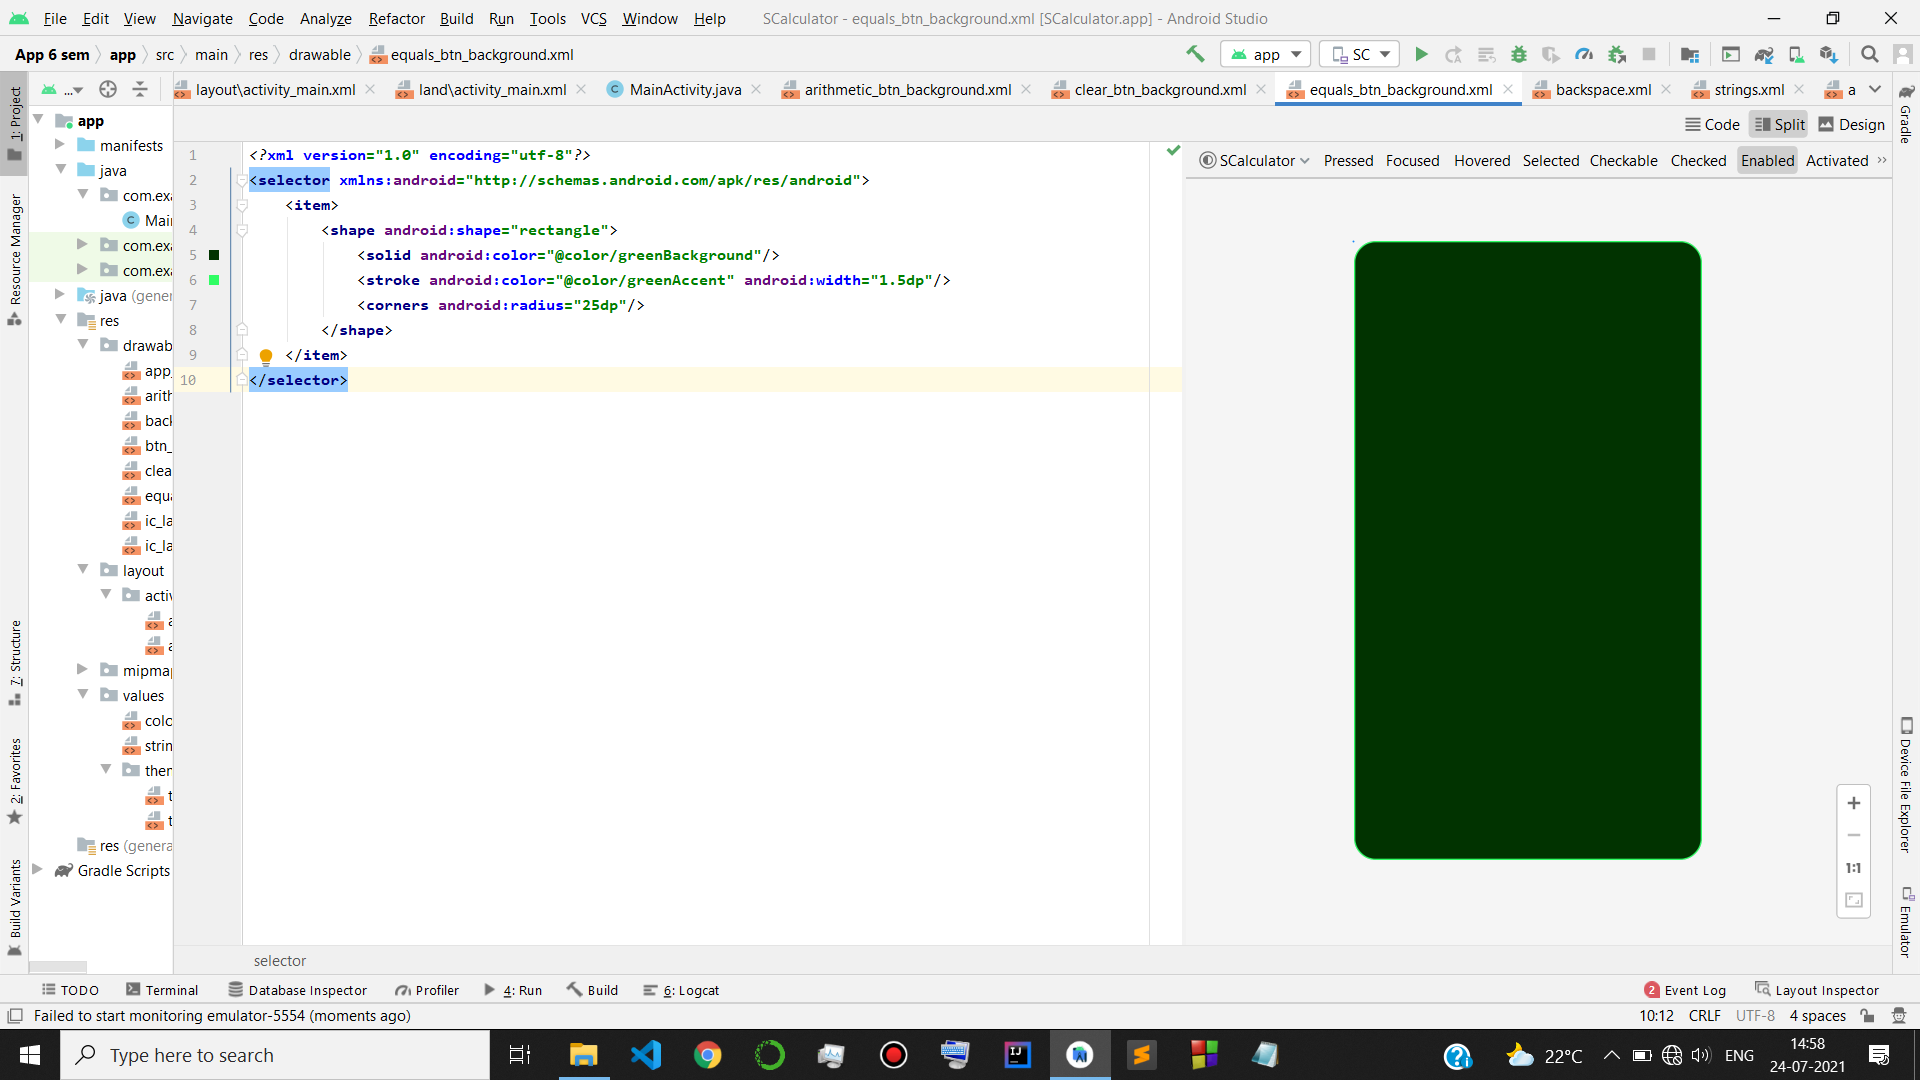 File Edit View Navigate Code Analyze Refactor Build Run Tools VCS Window Help SCalculator - equals_btn_background.xml [SCalculator.app] - Android Studio
App 6 sem app src main res drawable equals_btn_background.xml app SC
... layout\activity_main.xml land\activity_main.xml MainActivity.java arithmetic_btn_background.xml clear_btn_background.xml equals_btn_background.xml backspace.xml strings.xml a
Code Split Design
SCalculator Pressed Focused Hovered Selected Checkable Checked Enabled Activated
1: Project
Resource Manager
7: Structure
2: Favorites
Build Variants
app
manifests
java
com.exa
Mai
com.exa
com.exa
java (gener
res
drawab
app_
arith
back
btn_
clea
equa
ic_la
ic_la
layout
activ
a
a
mipmap
values
colo
strin
them
t
t
res (genera
Gradle Scripts
1 <?xml version="1.0" encoding="utf-8"?>
2 <selector xmlns:android="http://schemas.android.com/apk/res/android">
3 <item>
4 <shape android:shape="rectangle">
5 <solid android:color="@color/greenBackground"/>
6 <stroke android:color="@color/greenAccent" android:width="1.5dp"/>
7 <corners android:radius="25dp"/>
8 </shape>
9 </item>
10 </selector>
selector
1:1
Gradle
Device File Explorer
Emulator
TODO Terminal Database Inspector Profiler 4: Run Build 6: Logcat 2 Event Log Layout Inspector
Failed to start monitoring emulator-5554 (moments ago) 10:12 CRLF UTF-8 4 spaces
Type here to search 22°C ENG 14:58
24-07-2021